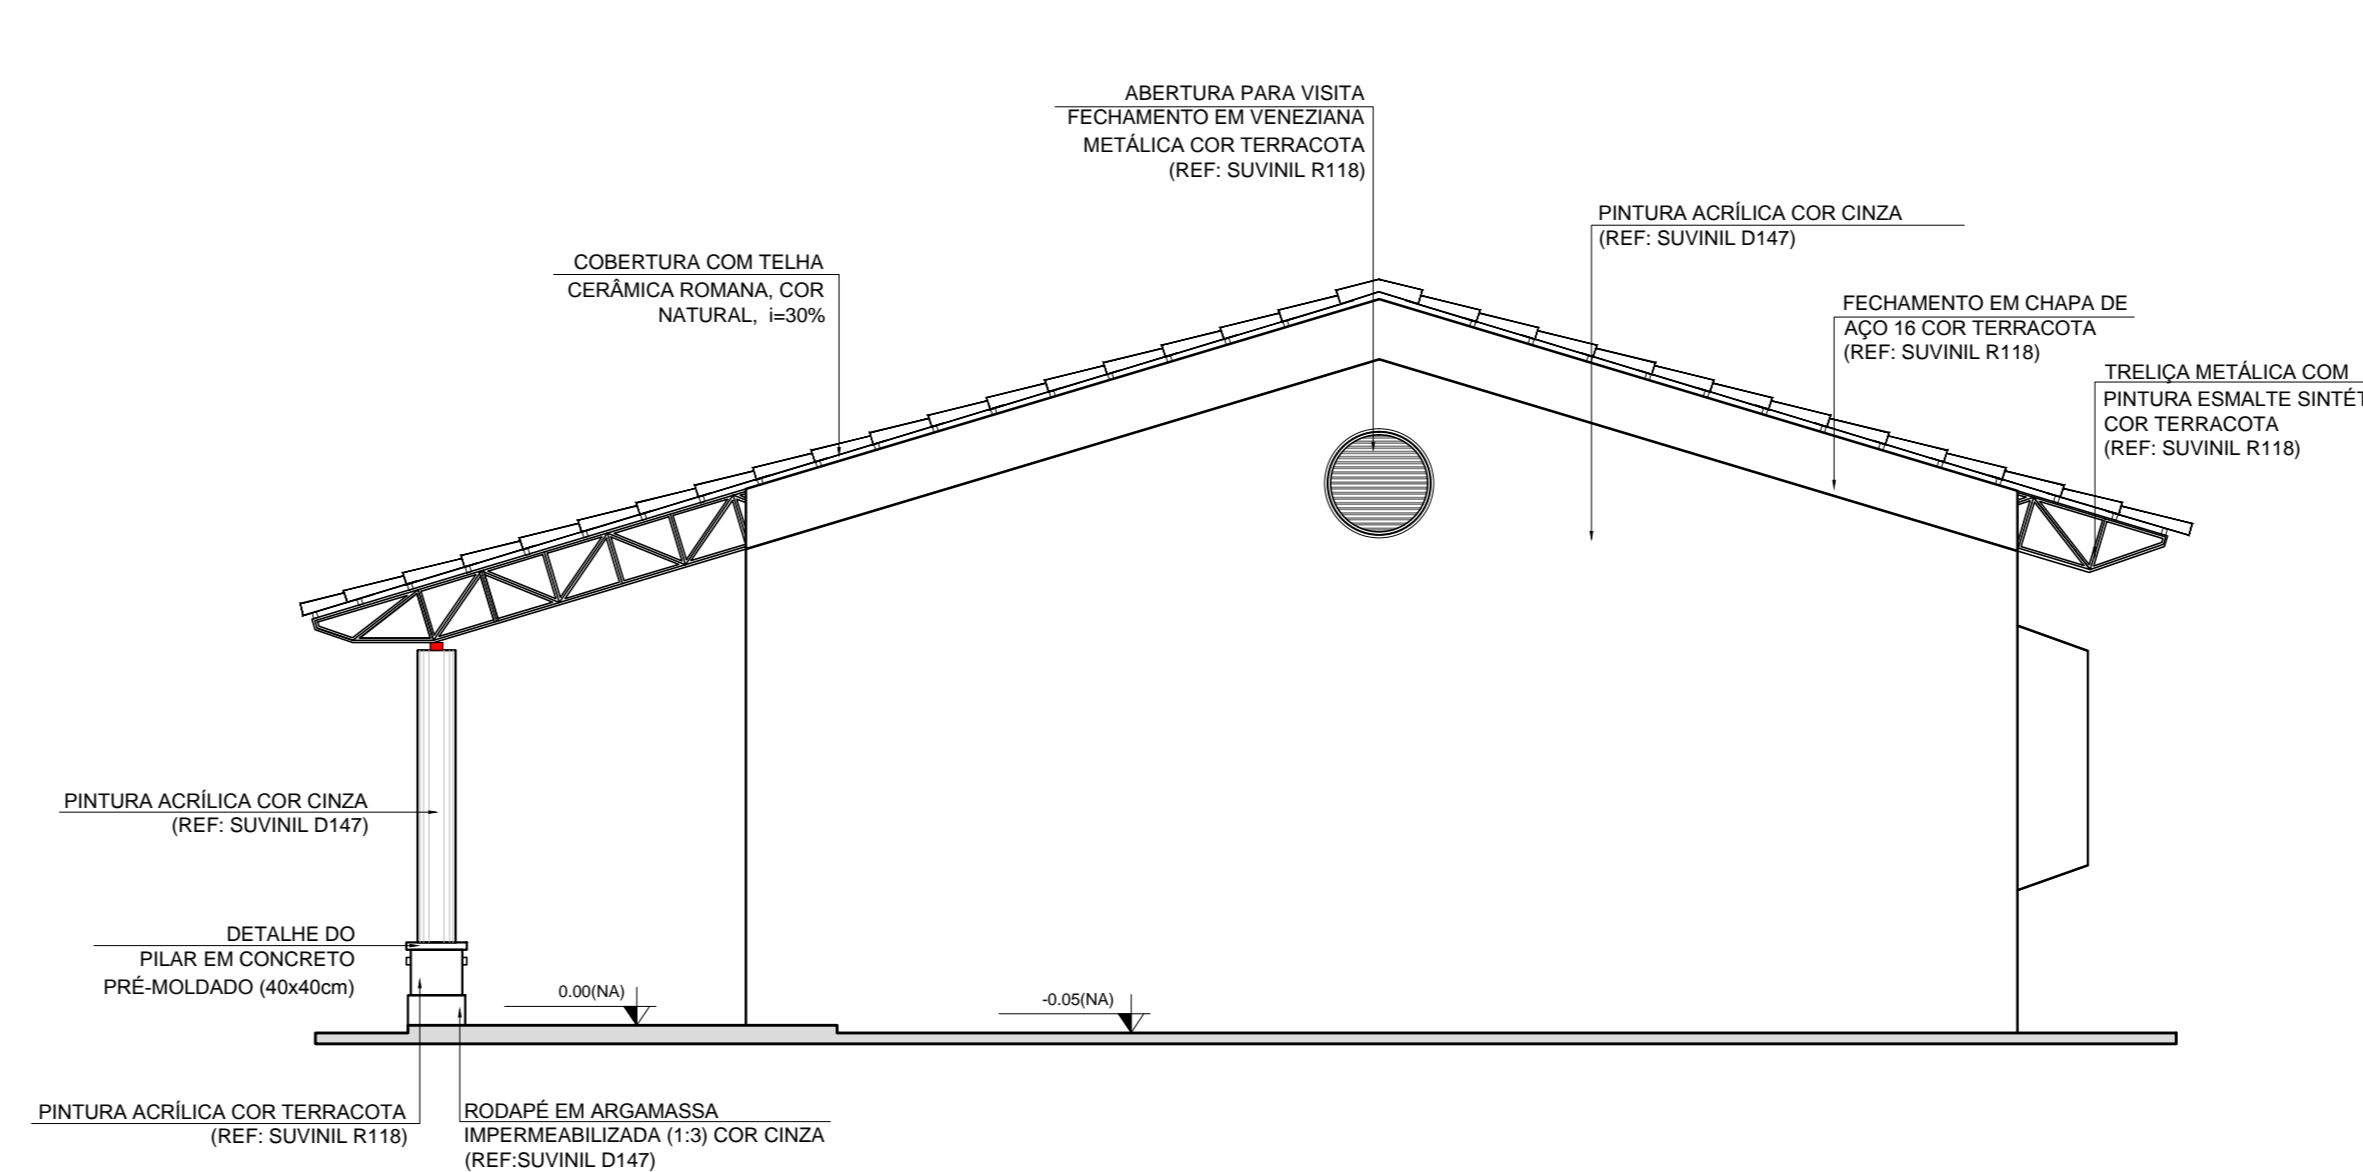 ABERTURA PARA VISITA
FECHAMENTO EM VENEZIANA
METÁLICA COR TERRACOTA
(REF: SUVINIL R118)
PINTURA ACRÍLICA COR CINZA
(REF: SUVINIL D147)
COBERTURA COM TELHA
CERÂMICA ROMANA, COR
NATURAL, i=30%
FECHAMENTO EM CHAPA DE
AÇO 16 COR TERRACOTA
(REF: SUVINIL R118)
TRELIÇA METÁLICA COM
PINTURA ESMALTE SINTÉT
COR TERRACOTA
(REF: SUVINIL R118)
PINTURA ACRÍLICA COR CINZA
(REF: SUVINIL D147)
DETALHE DO
PILAR EM CONCRETO
PRÉ-MOLDADO (40x40cm)
0.00(NA)
-0.05(NA)
PINTURA ACRÍLICA COR TERRACOTA
(REF: SUVINIL R118)
RODAPÉ EM ARGAMASSA
IMPERMEABILIZADA (1:3) COR CINZA
(REF:SUVINIL D147)